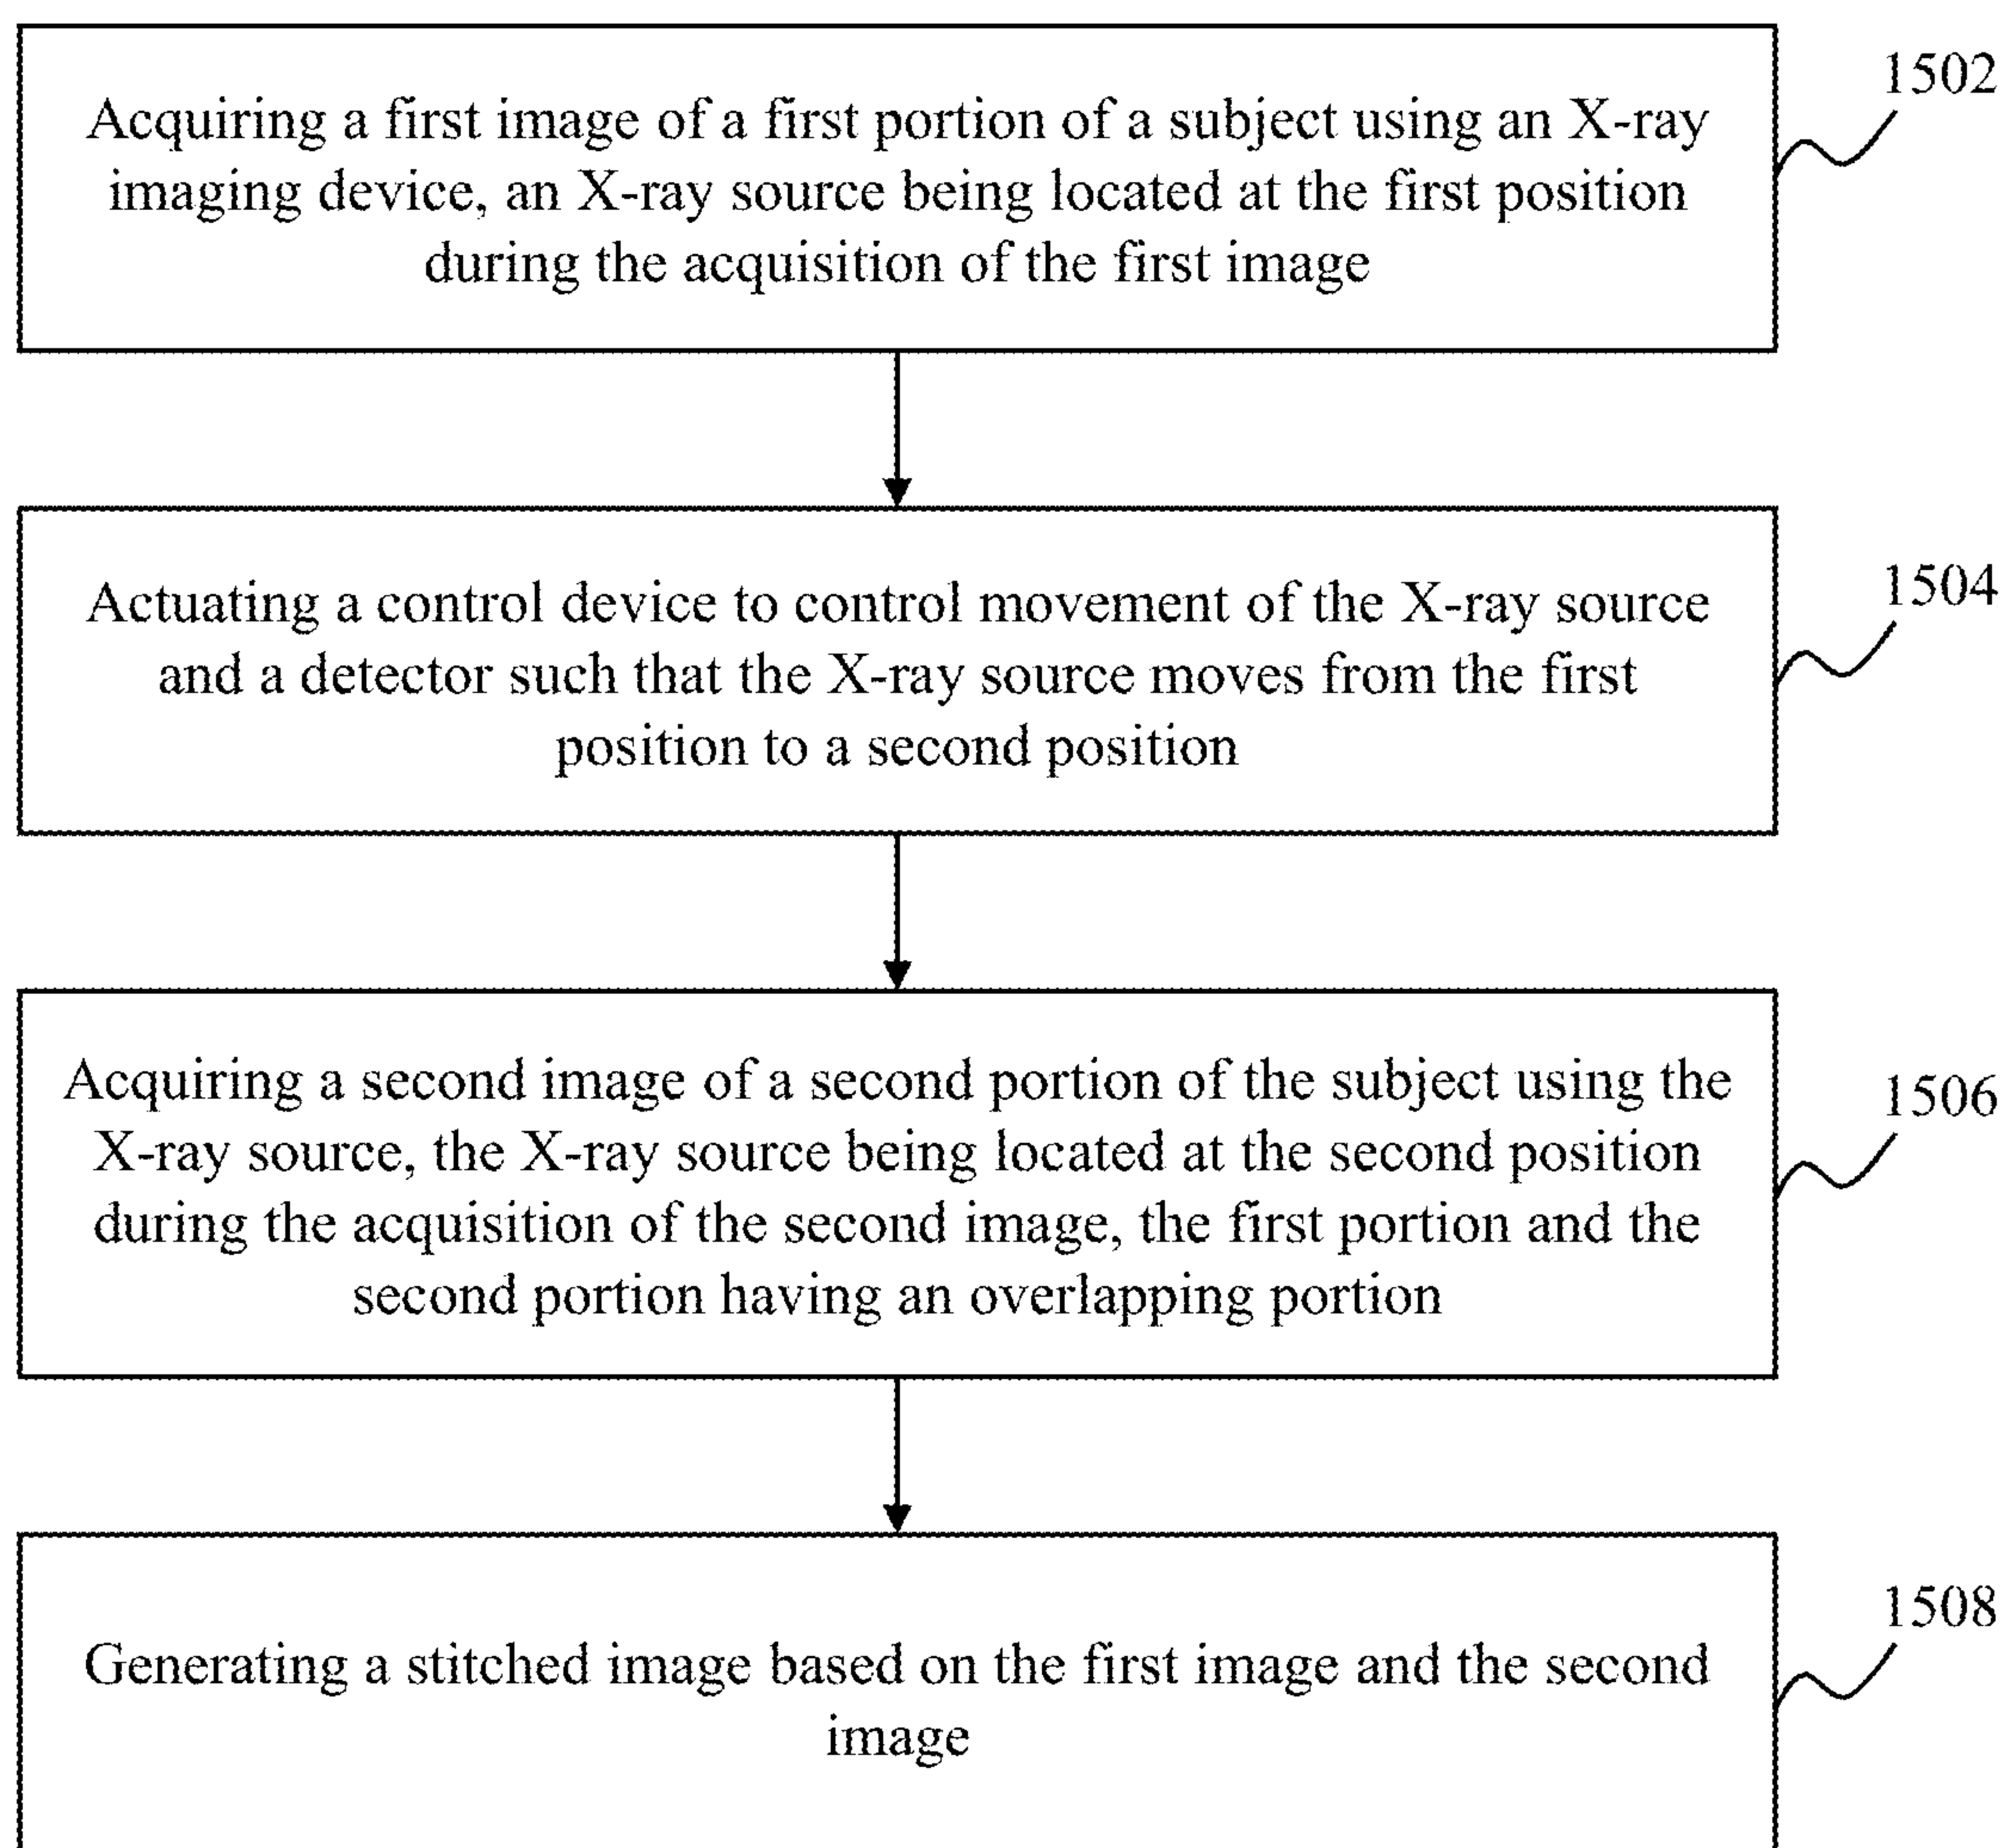 Acquiring a first image of a first portion of a subject using an X-ray
imaging device, an X-ray source being located at the first position
during the acquisition of the first image
1502
Actuating a control device to control movement of the X-ray source
and a detector such that the X-ray source moves from the first
position to a second position
1504
Acquiring a second image of a second portion of the subject using the
X-ray source, the X-ray source being located at the second position
during the acquisition of the second image, the first portion and the
second portion having an overlapping portion
1506
Generating a stitched image based on the first image and the second
image
1508